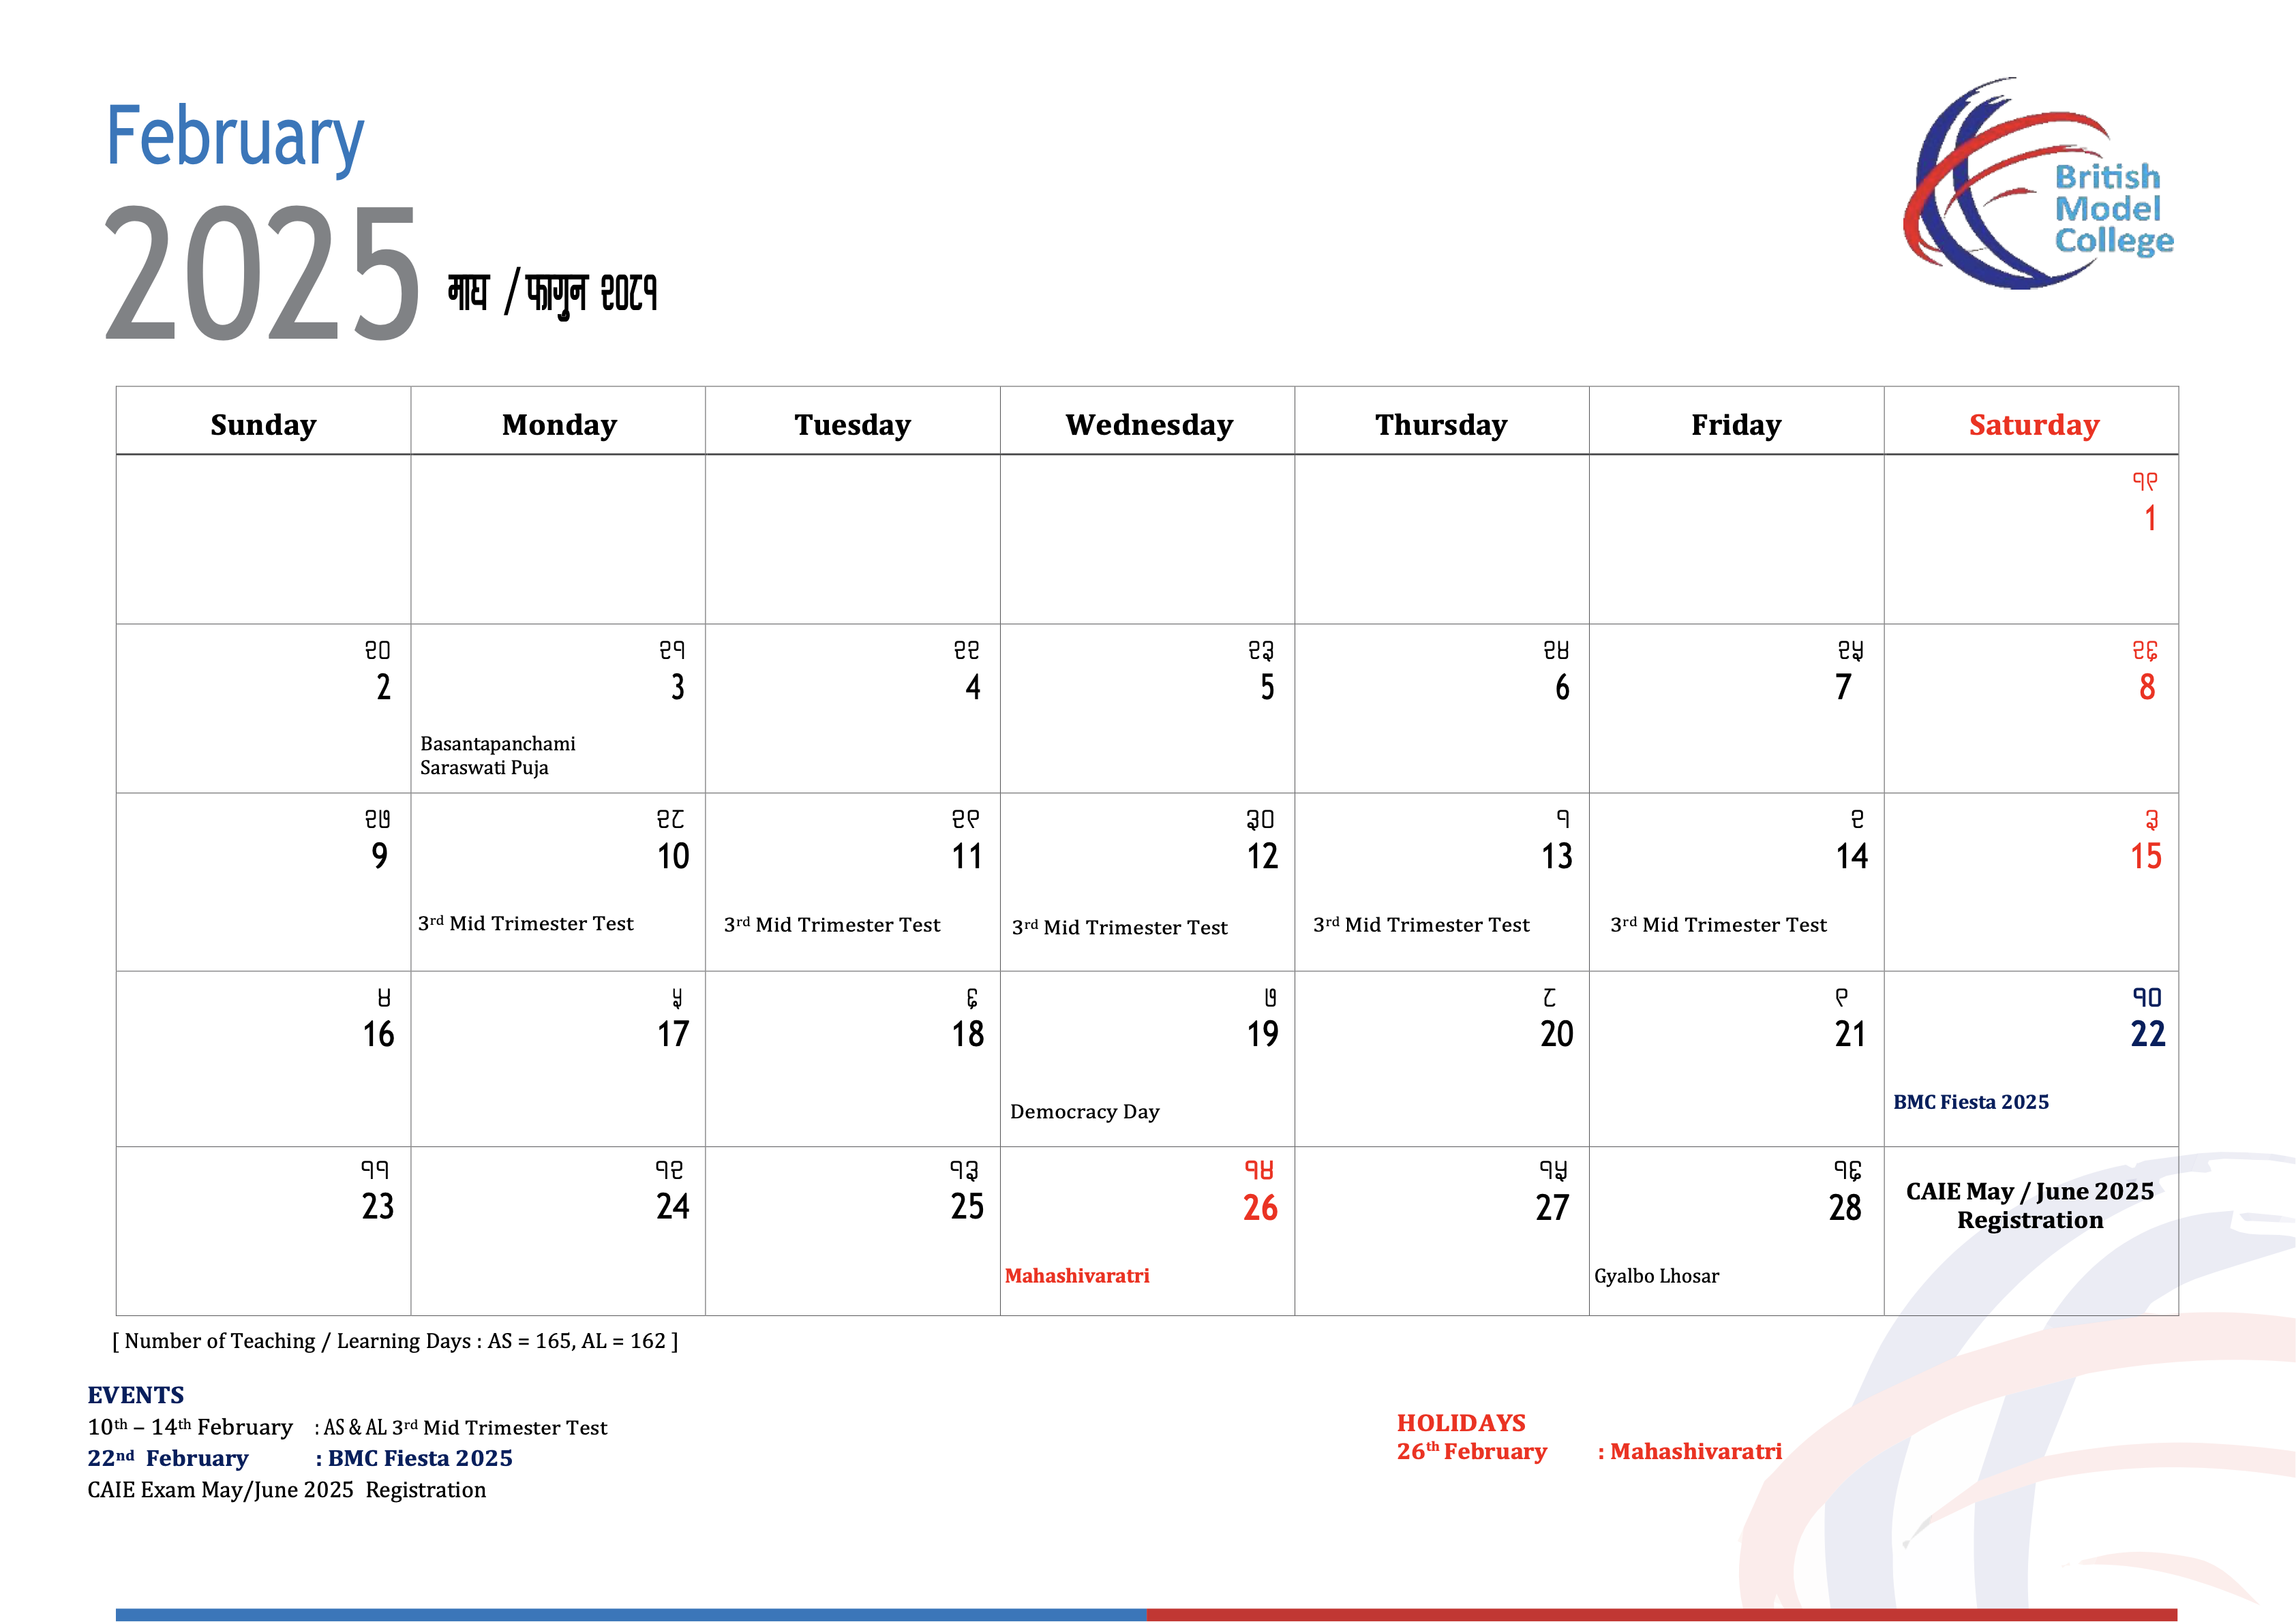 February
2025 माघ / फागुन २०८१
British
Model
College
Sunday Monday Tuesday Wednesday Thursday Friday Saturday
१९
1
२० २१ २२ २३ २४ २५ २६
2 3 4 5 6 7 8
Basantapanchami
Saraswati Puja
२७ २८ २९ ३० १ २ ३
9 10 11 12 13 14 15
3rd Mid Trimester Test 3rd Mid Trimester Test 3rd Mid Trimester Test 3rd Mid Trimester Test 3rd Mid Trimester Test
४ ५ ६ ७ ८ ९ १०
16 17 18 19 20 21 22
Democracy Day BMC Fiesta 2025
११ १२ १३ १४ १५ १६
23 24 25 26 27 28
CAIE May / June 2025
Registration
Mahashivaratri Gyalbo Lhosar
[ Number of Teaching / Learning Days : AS = 165, AL = 162 ]
EVENTS
10th – 14th February : AS & AL 3rd Mid Trimester Test
22nd February : BMC Fiesta 2025
CAIE Exam May/June 2025 Registration
HOLIDAYS
26th February : Mahashivaratri